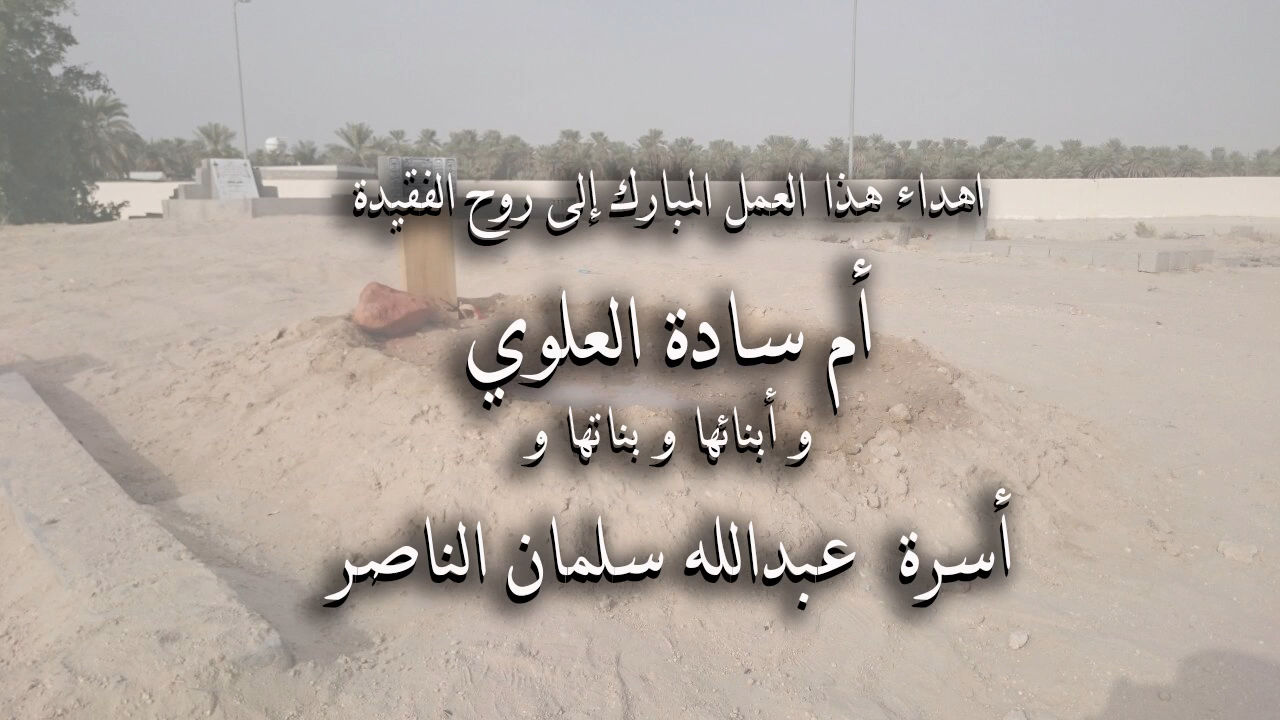 اهداء هذا العمل المبارك إلى روح الفقيدة
أم سادة العلوي
و أبنائها و بناتها و
أسرة عبدالله سلمان الناصر